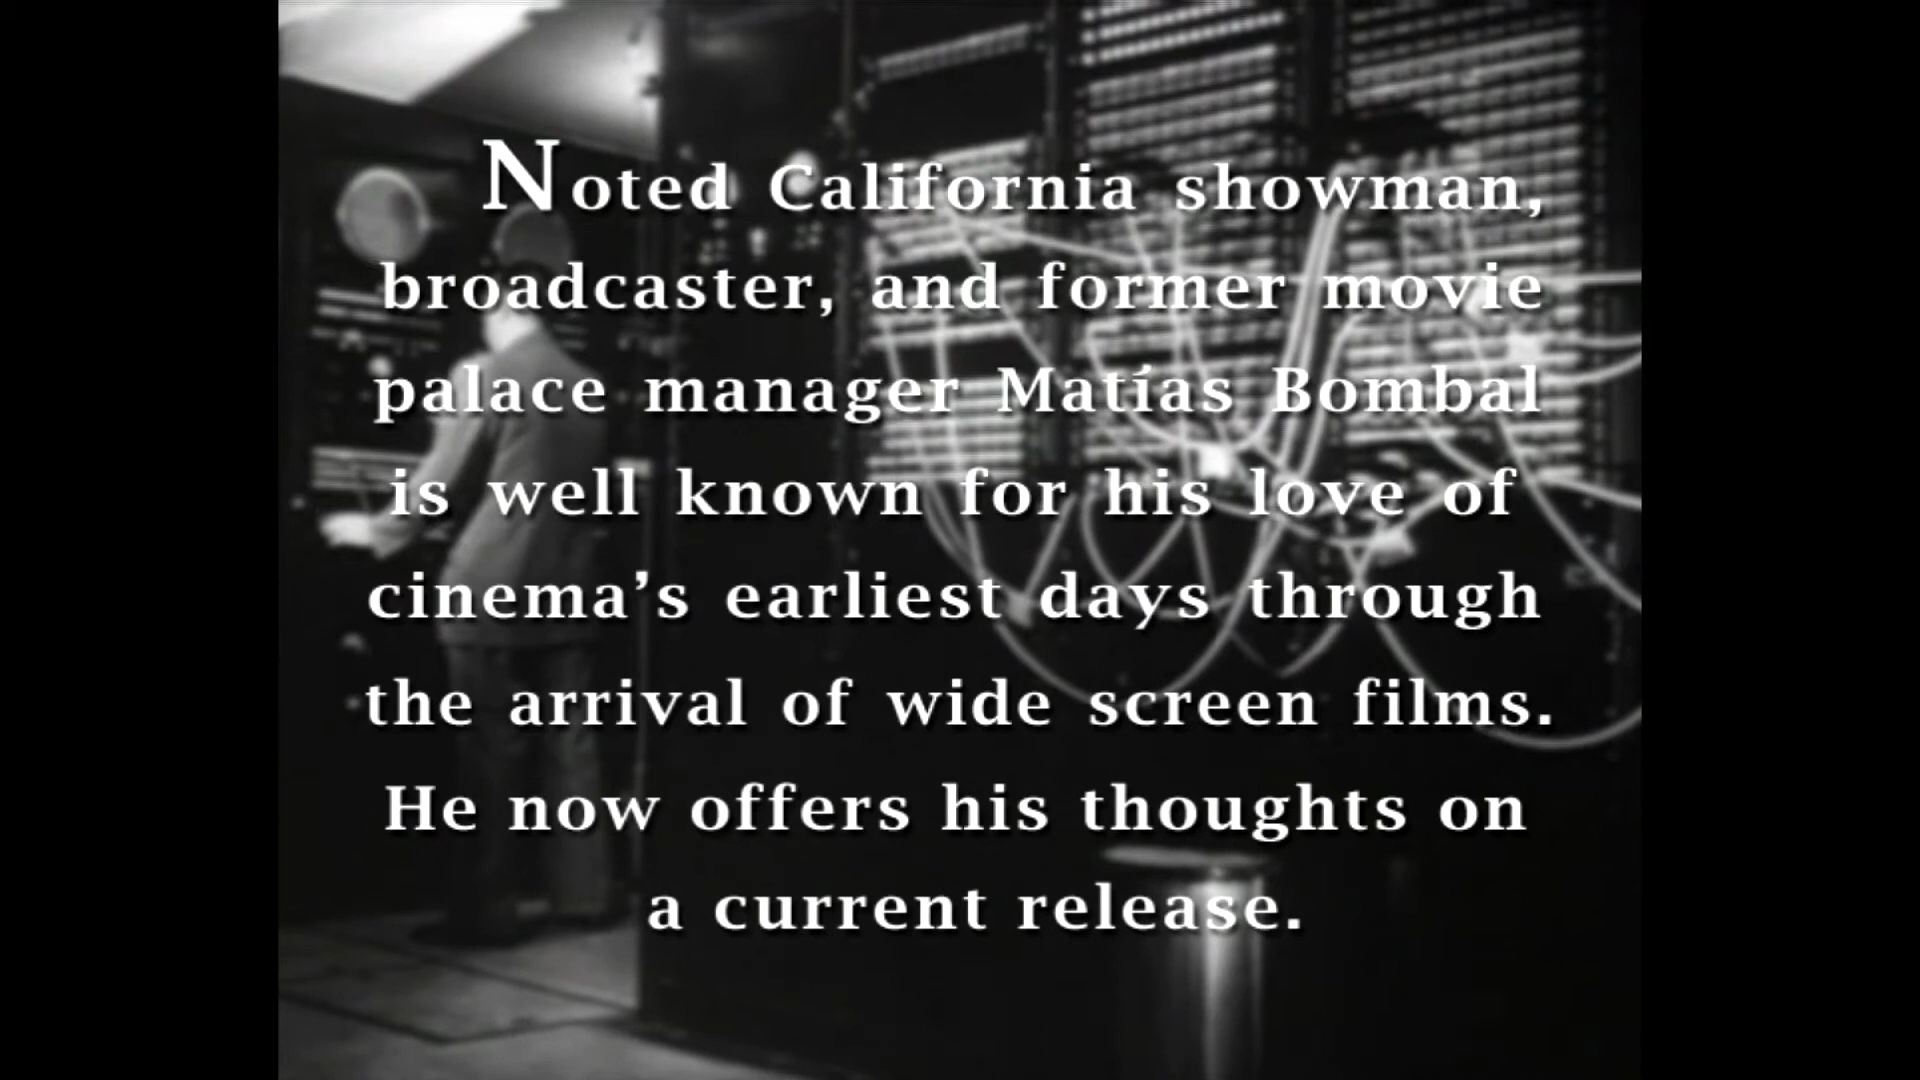 Noted California showman,
broadcaster, and former movie
palace manager Matías Bombal
is well known for his love of
cinema’s earliest days through
the arrival of wide screen films.
He now offers his thoughts on
a current release.